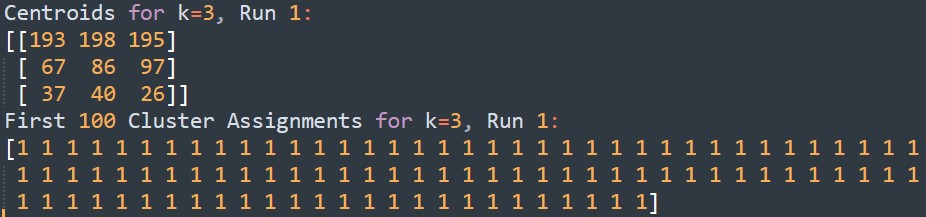 Centroids for k=3, Run 1:
[[193 198 195]
 [ 67  86  97]
 [ 37  40  26]]
First 100 Cluster Assignments for k=3, Run 1:
[1 1 1 1 1 1 1 1 1 1 1 1 1 1 1 1 1 1 1 1 1 1 1 1 1 1 1 1 1 1 1 1 1 1 1 1 1
 1 1 1 1 1 1 1 1 1 1 1 1 1 1 1 1 1 1 1 1 1 1 1 1 1 1 1 1 1 1 1 1 1 1 1 1 1
 1 1 1 1 1 1 1 1 1 1 1 1 1 1 1 1 1 1 1 1 1 1 1 1 1 1]